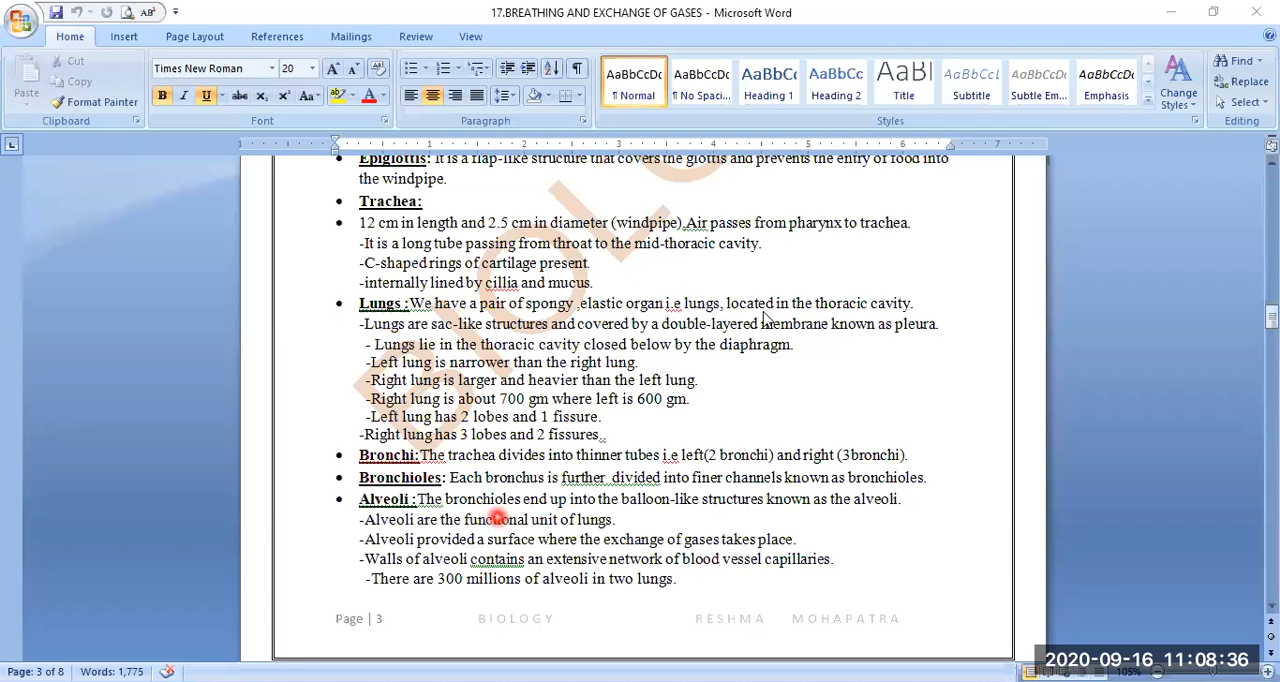 17.BREATHING AND EXCHANGE OF GASES - Microsoft Word
Home Insert Page Layout References Mailings Review View
Paste Cut Copy Format Painter Clipboard
Times New Roman 20 Font
Paragraph
AaBbCcDc ¶ Normal AaBbCcDc ¶ No Spaci... AaBbCc Heading 1 AaBbCc Heading 2 AaBl Title AaBbCcL Subtitle AaBbCcDc Subtle Em... AaBbCcDc Emphasis Change Styles Styles
Find Replace Select Editing
1 1 2 3 4 5 6 7
• Epiglottis: It is a flap-like structure that covers the glottis and prevents the entry of food into
the windpipe.
• Trachea:
• 12 cm in length and 2.5 cm in diameter (windpipe).Air passes from pharynx to trachea.
-It is a long tube passing from throat to the mid-thoracic cavity.
-C-shaped rings of cartilage present.
-internally lined by cillia and mucus.
• Lungs :We have a pair of spongy ,elastic organ i.e lungs, located in the thoracic cavity.
-Lungs are sac-like structures and covered by a double-layered membrane known as pleura.
- Lungs lie in the thoracic cavity closed below by the diaphragm.
-Left lung is narrower than the right lung.
-Right lung is larger and heavier than the left lung.
-Right lung is about 700 gm where left is 600 gm.
-Left lung has 2 lobes and 1 fissure.
-Right lung has 3 lobes and 2 fissures..
• Bronchi:The trachea divides into thinner tubes i.e left(2 bronchi) and right (3bronchi).
• Bronchioles: Each bronchus is further divided into finer channels known as bronchioles.
• Alveoli :The bronchioles end up into the balloon-like structures known as the alveoli.
-Alveoli are the functional unit of lungs.
-Alveoli provided a surface where the exchange of gases takes place.
-Walls of alveoli contains an extensive network of blood vessel capillaries.
-There are 300 millions of alveoli in two lungs.
Page | 3 BIOLOGY RESHMA MOHAPATRA
BIOLO
Page: 3 of 8 Words: 1,775 105%
2020-09-16 11:08:36